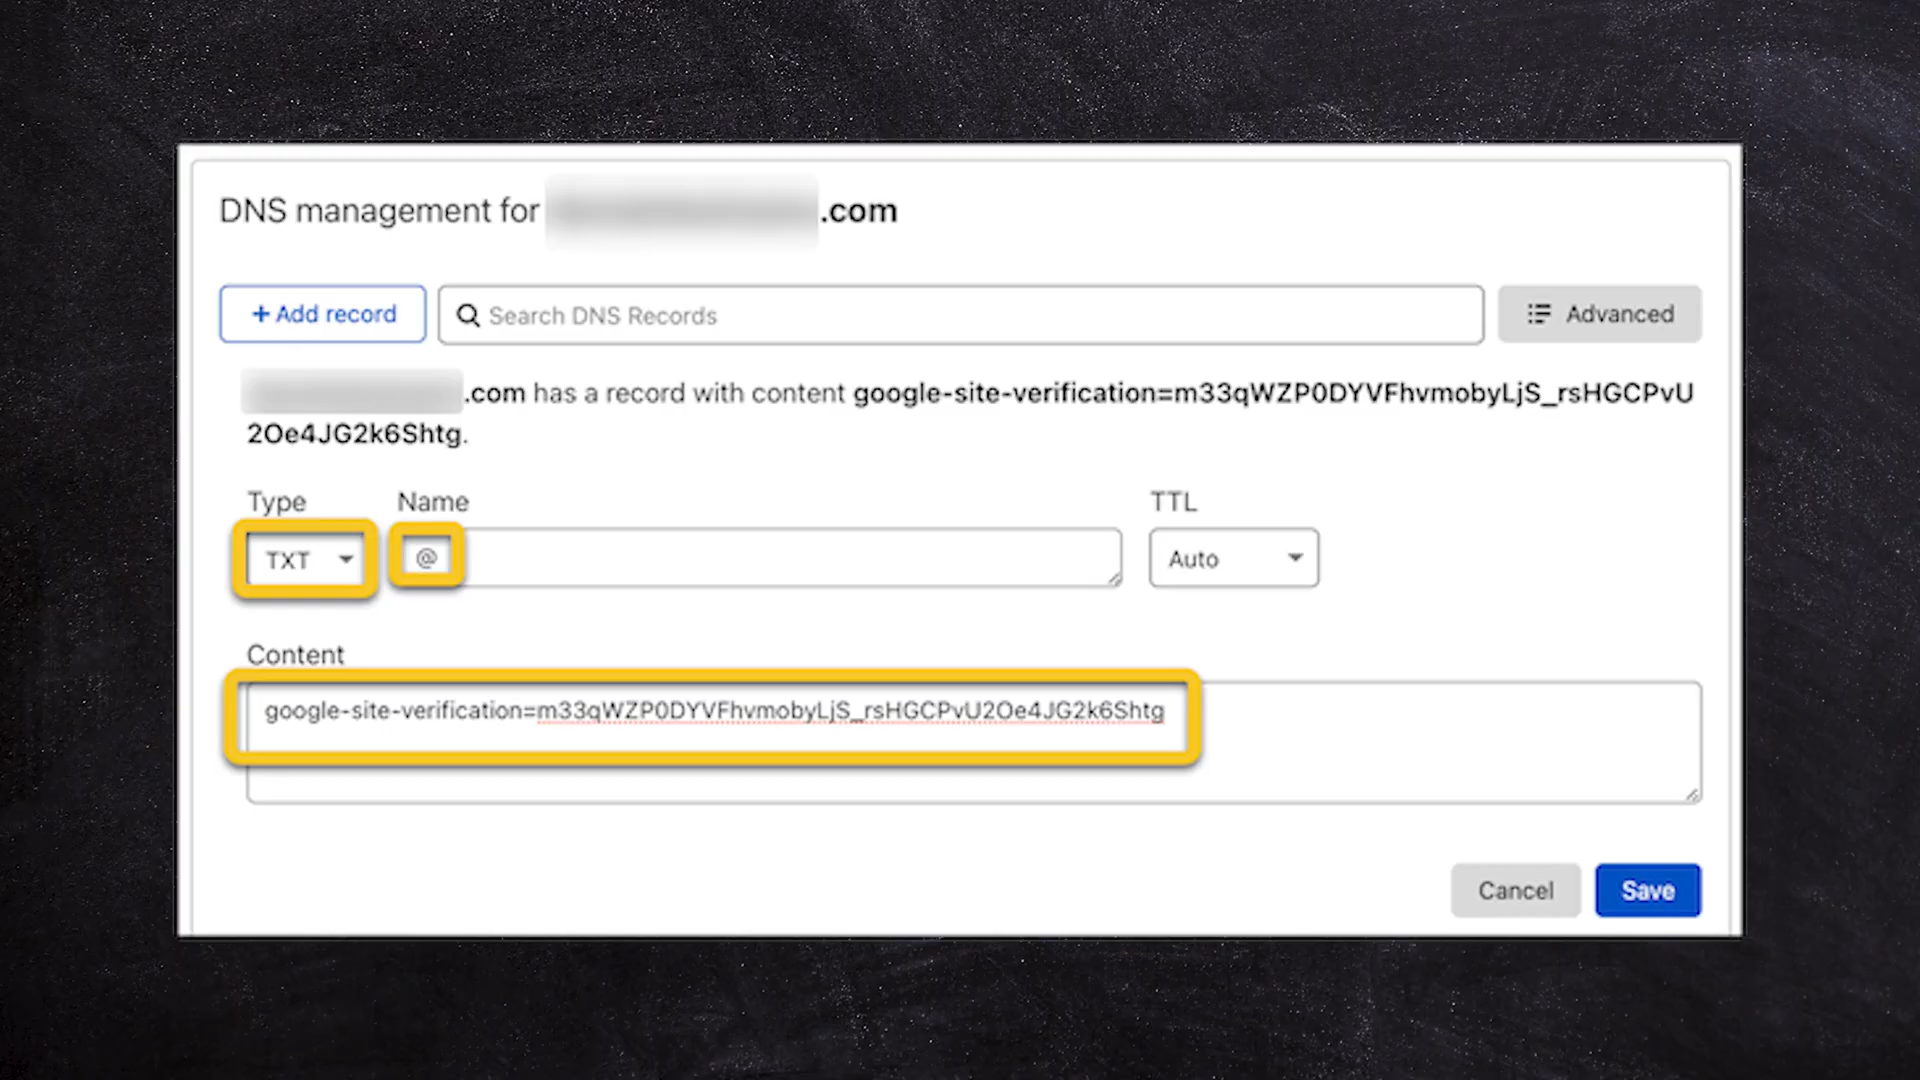 DNS management for .com
+ Add record
Search DNS Records
Advanced
.com has a record with content google-site-verification=m33qWZP0DYVFhvmobyLjS_rsHGCPvU
2Oe4JG2k6Shtg.
Type Name TTL
TXT @ Auto
Content
google-site-verification=m33qWZP0DYVFhvmobyLjS_rsHGCPvU2Oe4JG2k6Shtg
Cancel Save